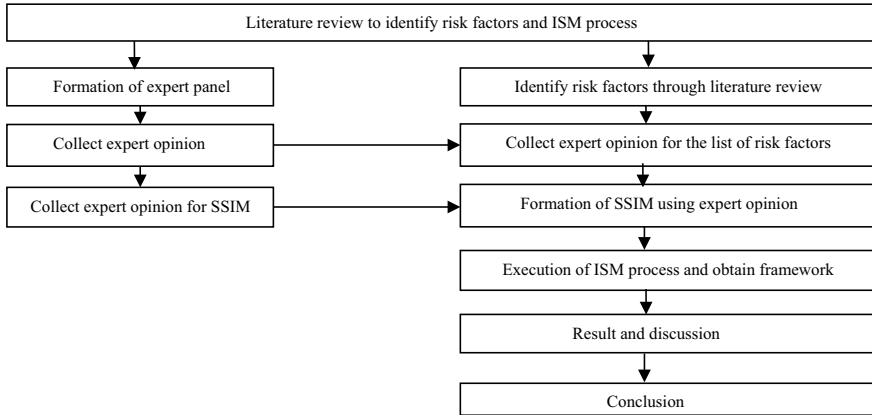 Literature review to identify risk factors and ISM process
Formation of expert panel
Identify risk factors through literature review
Collect expert opinion
Collect expert opinion for the list of risk factors
Collect expert opinion for SSIM
Formation of SSIM using expert opinion
Execution of ISM process and obtain framework
Result and discussion
Conclusion